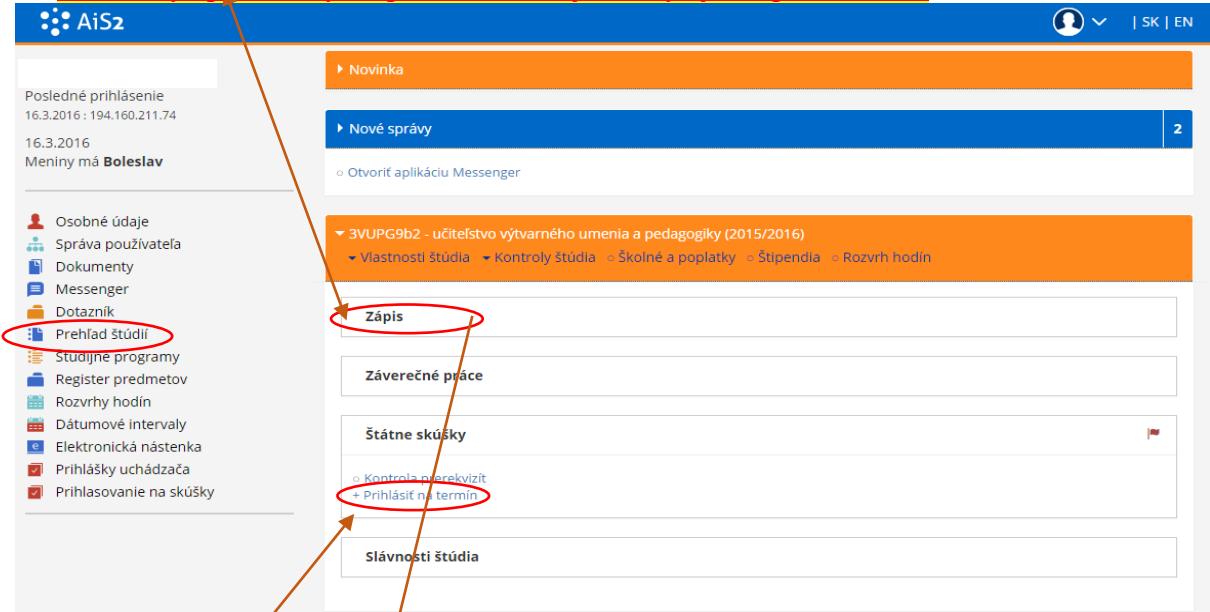 AiS2
| SK | EN
Posledné prihlásenie
16.3.2016 : 194.160.211.74
16.3.2016
Meniny má Boleslav
Osobné údaje
Správa používateľa
Dokumenty
Messenger
Dotazník
Prehľad štúdií
Študijné programy
Register predmetov
Rozvrhy hodín
Dátumové intervaly
Elektronická nástenka
Prihlášky uchádzača
Prihlasovanie na skúšky
Novinka
Nové správy 2
Otvoriť aplikáciu Messenger
3VUPG9b2 - učiteľstvo výtvarného umenia a pedagogiky (2015/2016)
Vlastnosti štúdia Kontroly štúdia Školné a poplatky Štipendia Rozvrh hodín
Zápis
Záverečné práce
Štátne skúšky
Kontrola prerekvizít
+ Prihlásiť na termín
Slávnosti štúdia